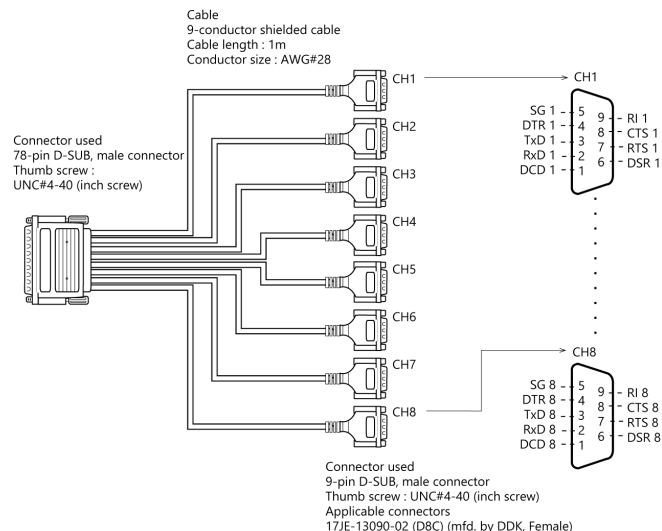 Cable
9-conductor shielded cable
Cable length : 1m
Conductor size : AWG#28
Connector used
78-pin D-SUB, male connector
Thumb screw :
UNC#4-40 (inch screw)
CH1
CH2
CH3
CH4
CH5
CH6
CH7
CH8
CH1
SG 1 - 5
DTR 1 - 4
TxD 1 - 3
RxD 1 - 2
DCD 1 - 1
9 - RI 1
8 - CTS 1
7 - RTS 1
6 - DSR 1
CH8
SG 8 - 5
DTR 8 - 4
TxD 8 - 3
RxD 8 - 2
DCD 8 - 1
9 - RI 8
8 - CTS 8
7 - RTS 8
6 - DSR 8
Connector used
9-pin D-SUB, male connector
Thumb screw : UNC#4-40 (inch screw)
Applicable connectors
17JE-13090-02 (D8C) (mfd. by DDK, Female)